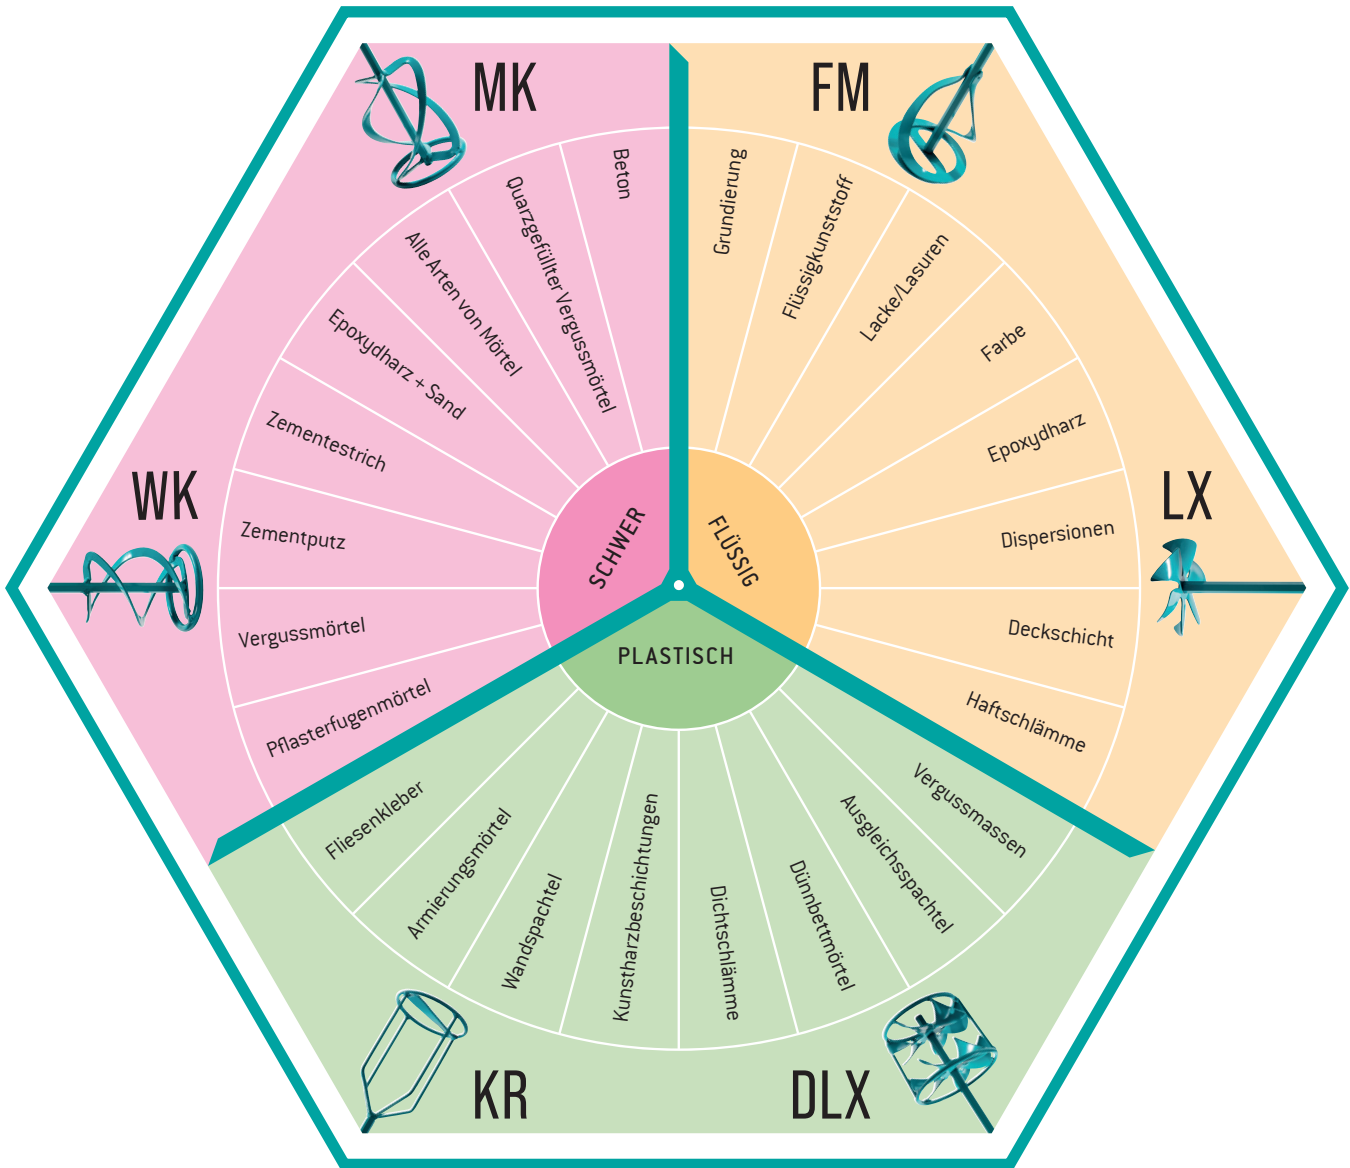 MK
FM
Beton
Quarzgefüllter Vergussmörtel
Alle Arten von Mörtel
Epoxydharz + Sand
Zementestrich
Zementputz
Vergussmörtel
Pflasterfugenmörtel
WK
SCHWER
Grundierung
Flüssigkunststoff
Lacke/Lasuren
Farbe
Epoxydharz
Dispersionen
Deckschicht
Haftschlämme
LX
FLÜSSIG
PLASTISCH
Fliesenkleber
Armierungsmörtel
Wandspachtel
Kunstharzbeschichtungen
Dichtschlämme
Dünnbettmörtel
Ausgleichsspachtel
Vergussmassen
KR
DLX